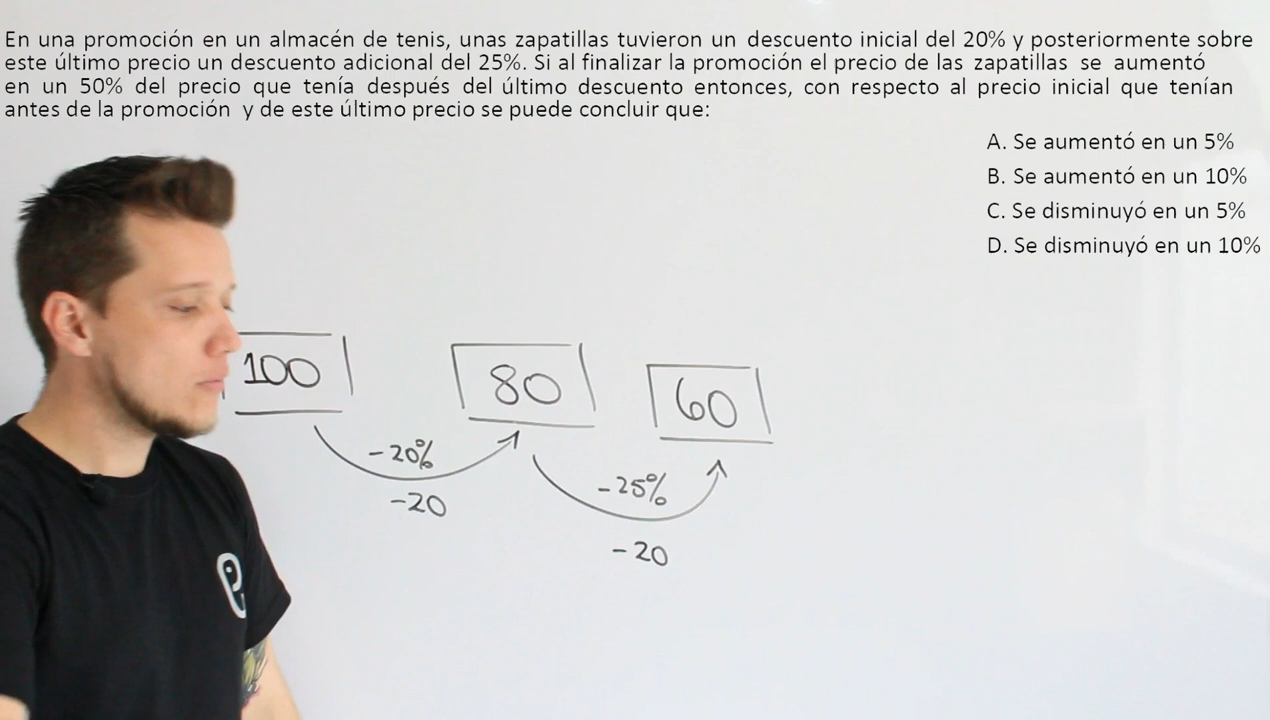 En una promoción en un almacén de tenis, unas zapatillas tuvieron un descuento inicial del 20% y posteriormente sobre
este último precio un descuento adicional del 25%. Si al finalizar la promoción el precio de las zapatillas se aumentó
en un 50% del precio que tenía después del último descuento entonces, con respecto al precio inicial que tenían
antes de la promoción y de este último precio se puede concluir que:
A. Se aumentó en un 5%
B. Se aumentó en un 10%
C. Se disminuyó en un 5%
D. Se disminuyó en un 10%
100
80
60
-20%
-20
-25%
-20
e